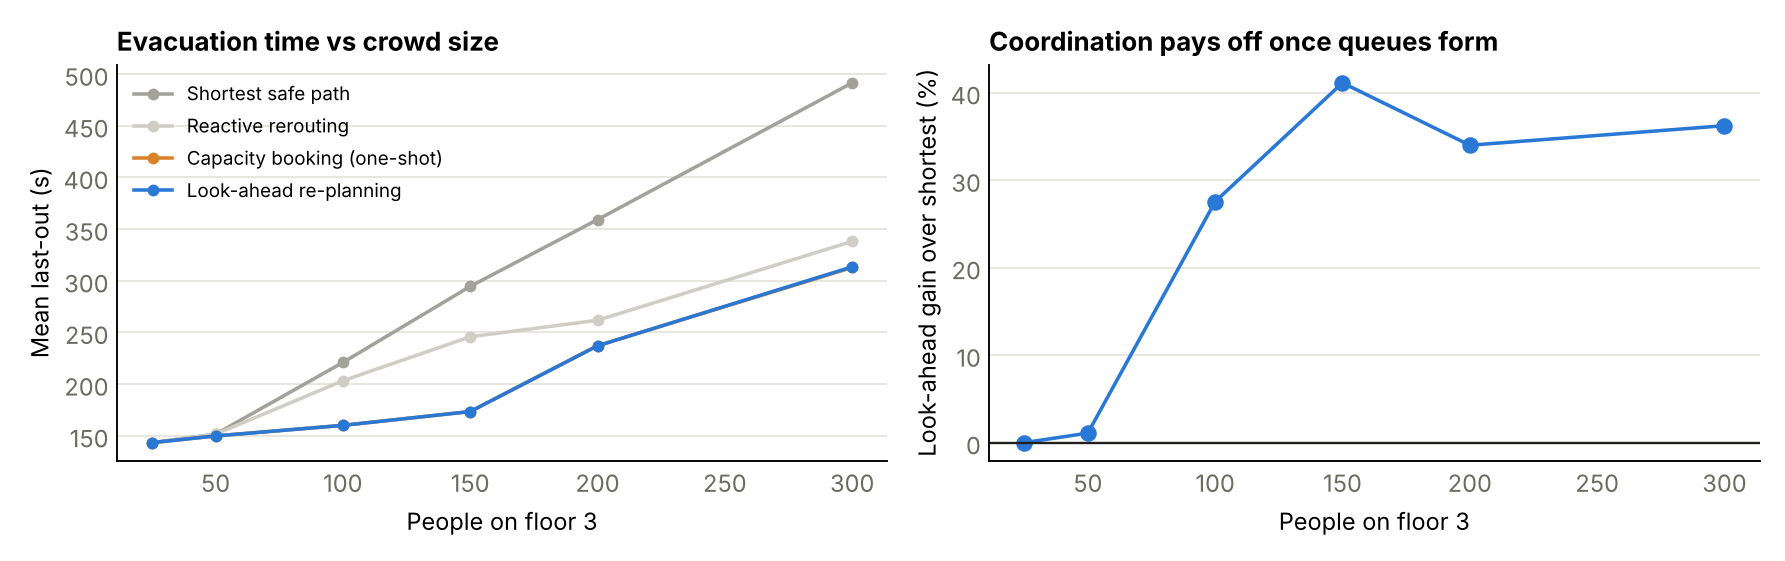 Evacuation time vs crowd size
Mean last-out (s)
500
450
400
350
300
250
200
150
Shortest safe path
Reactive rerouting
Capacity booking (one-shot)
Look-ahead re-planning
50 100 150 200 250 300
People on floor 3
Coordination pays off once queues form
Look-ahead gain over shortest (%)
40
30
20
10
0
50 100 150 200 250 300
People on floor 3